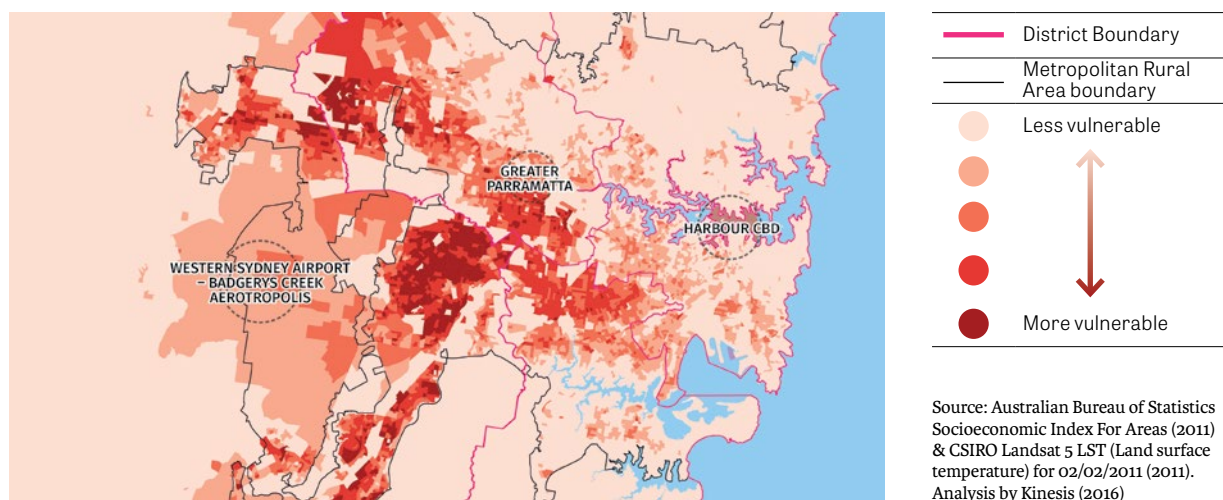 GREATER
PARRAMATTA
HARBOUR CBD
WESTERN SYDNEY AIRPORT
– BADGERYS CREEK
AEROTROPOLIS
District Boundary
Metropolitan Rural
Area boundary
Less vulnerable
More vulnerable
Source: Australian Bureau of Statistics
Socioeconomic Index For Areas (2011)
& CSIRO Landsat 5 LST (Land surface
temperature) for 02/02/2011 (2011).
Analysis by Kinesis (2016)